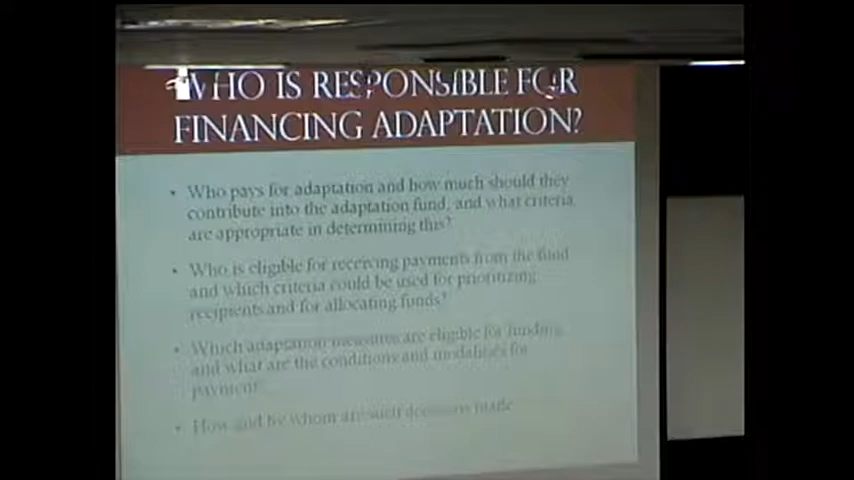 WHO IS RESPONSIBLE FOR
FINANCING ADAPTATION?
• Who pays for adaptation and how much should they
contribute into the adaptation fund, and what criteria
are appropriate in determining this?
• Who is eligible for receiving payments from the fund
and which criteria could be used for prioritizing
recipients and for allocating funds?
• Which adaptation measures are eligible for funding
and what are the conditions and modalities for
payment
• How and by whom are such decisions made